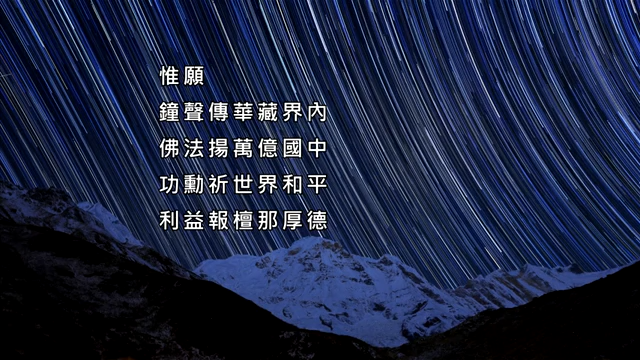 惟願
鐘聲傳華藏界內
佛法揚萬億國中
功勳祈世界和平
利益報檀那厚德